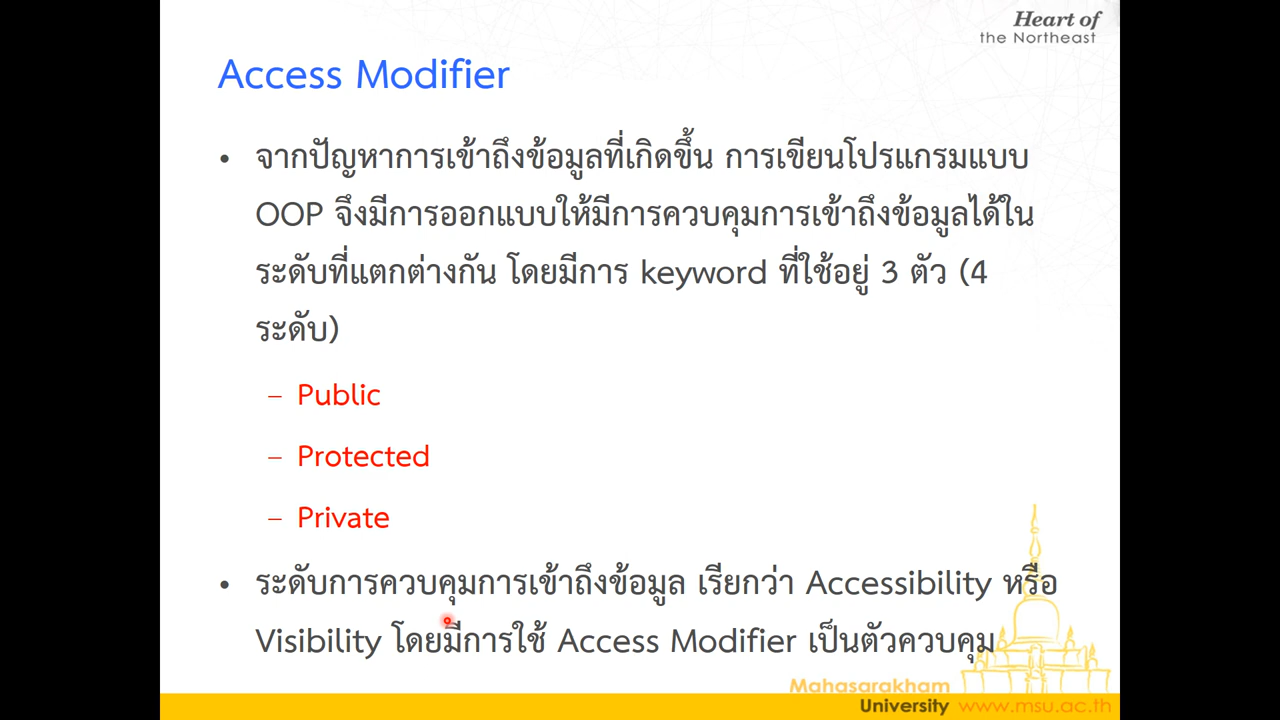 Heart of
the Northeast
Access Modifier
• จากปัญหาการเข้าถึงข้อมูลที่เกิดขึ้น การเขียนโปรแกรมแบบ
OOP จึงมีการออกแบบให้มีการควบคุมการเข้าถึงข้อมูลได้ใน
ระดับที่แตกต่างกัน โดยมีการ keyword ที่ใช้อยู่ 3 ตัว (4
ระดับ)
– Public
– Protected
– Private
• ระดับการควบคุมการเข้าถึงข้อมูล เรียกว่า Accessibility หรือ
Visibility โดยมีการใช้ Access Modifier เป็นตัวควบคุม
Mahasarakham
University www.msu.ac.th